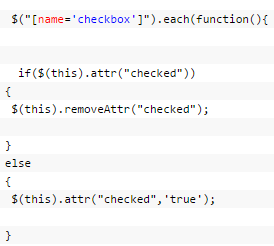 $("[name='checkbox']").each(function(){
if($(this).attr("checked"))
{
$(this).removeAttr("checked");
}
else
{
$(this).attr("checked",'true');
}